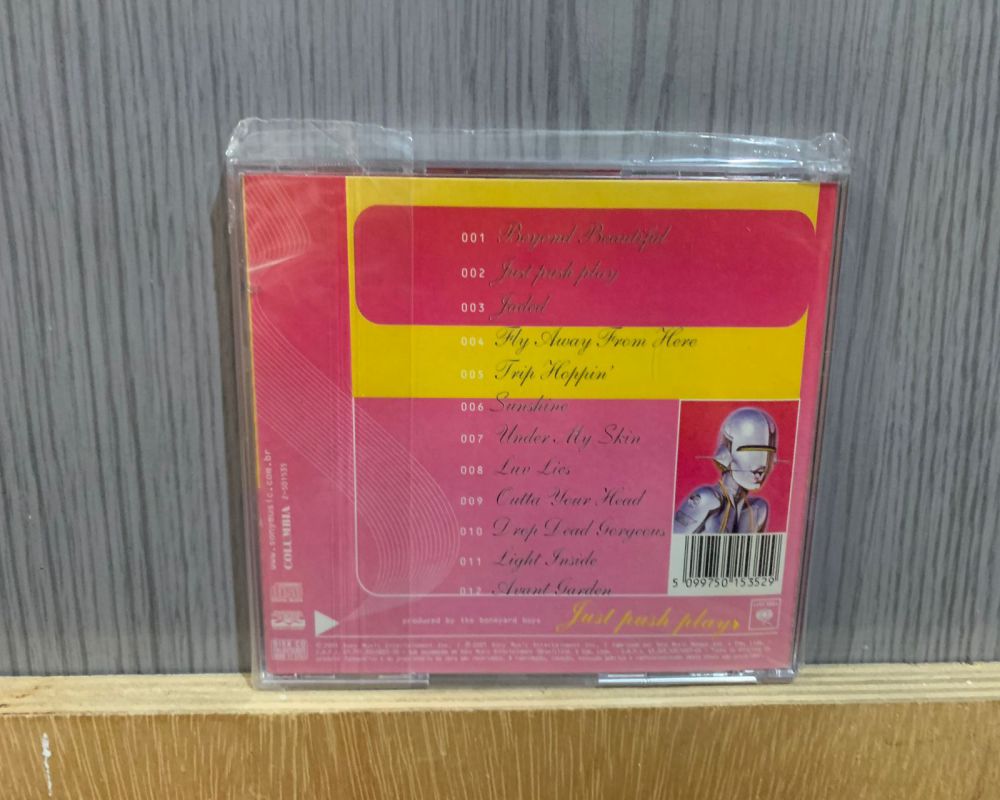 001 Beyond Beautiful
002 Just push play
003 Jaded
004 Fly Away From Here
005 Trip Hoppin'
006 Sunshine
007 Under My Skin
008 Luv Lies
009 Outta Your Head
010 Drop Dead Gorgeous
011 Light Inside
012 Avant Garden
5 099750 153529
www.sonymusic.com.br
COLUMBIA 2-501535
produced by the boneyard boys
Just push play